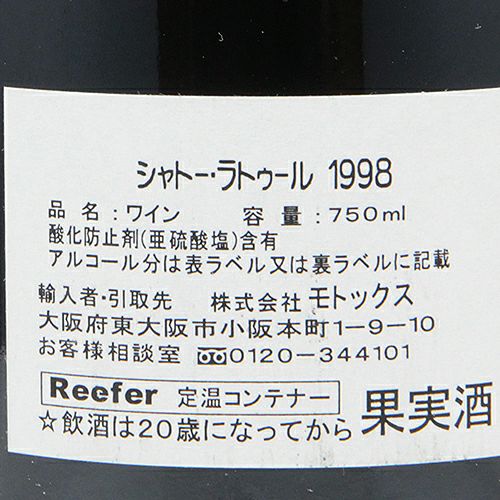 シャトー・ラトゥール 1998
品 名:ワイン 容 量:750ml
酸化防止剤(亜硫酸塩)含有
アルコール分は表ラベル又は裏ラベルに記載
輸入者・引取先 株式会社 モトックス
大阪府東大阪市小阪本町1-9-10
お客様相談室 0120-344101
Reefer 定温コンテナー 果実酒
☆飲酒は20歳になってから